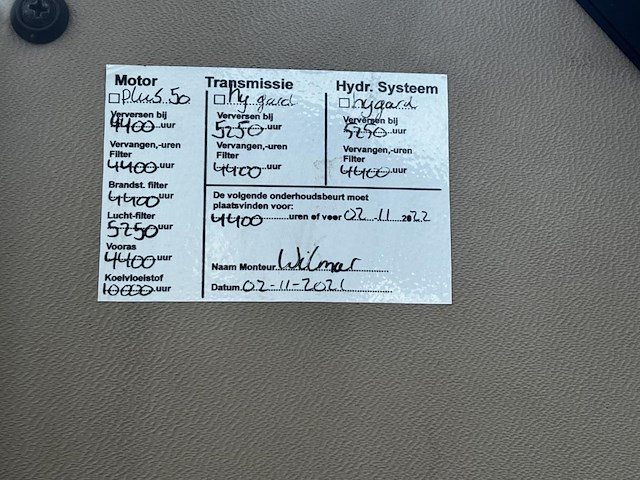 Motor
☐ plus 50
Verversen bij
4400 uur
Vervangen,-uren
Filter
4400 uur
Brandst. filter
4400 uur
Lucht-filter
5250 uur
Vooras
4400 uur
Koelvloeistof
10000 uur
Transmissie
☐ hy gard
Verversen bij
5250 uur
Vervangen,-uren
Filter
4400 uur
Hydr. Systeem
☐ hygard
Verversen bij
5250 uur
Vervangen,-uren
Filter
4400 uur
De volgende onderhoudsbeurt moet
plaatsvinden voor:
4400 uren of voor 02-11-2022
Naam Monteur Wilmar
Datum 02-11-2021